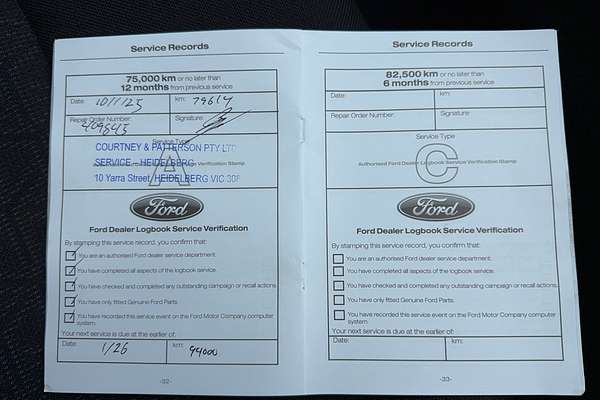 Service Records
75,000 km or no later than
12 months from previous service
Date: 10/1/25 km: 79614
Repair Order Number: Signature:
409845
Service Type
A
COURTNEY & PATTERSON PTY LTD
SERVICE - HEIDELBERG Verification Stamp
10 Yarra Street, HEIDELBERG VIC 308
Ford
Ford Dealer Logbook Service Verification
By stamping this service record, you confirm that:
You are an authorised Ford dealer service department.
You have completed all aspects of the logbook service.
You have checked and completed any outstanding campaign or recall actions.
You have only fitted Genuine Ford Parts.
You have recorded this service event on the Ford Motor Company computer
system.
Your next service is due at the earlier of:
Date: 1/26 km: 94000
-32-
Service Records
82,500 km or no later than
6 months from previous service
Date: km:
Repair Order Number: Signature:
Service Type
C
Authorised Ford Dealer Logbook Service Verification Stamp
Ford
Ford Dealer Logbook Service Verification
By stamping this service record, you confirm that:
You are an authorised Ford dealer service department.
You have completed all aspects of the logbook service.
You have checked and completed any outstanding campaign or recall actions.
You have only fitted Genuine Ford Parts.
You have recorded this service event on the Ford Motor Company computer
system.
Your next service is due at the earlier of:
Date: km:
-33-